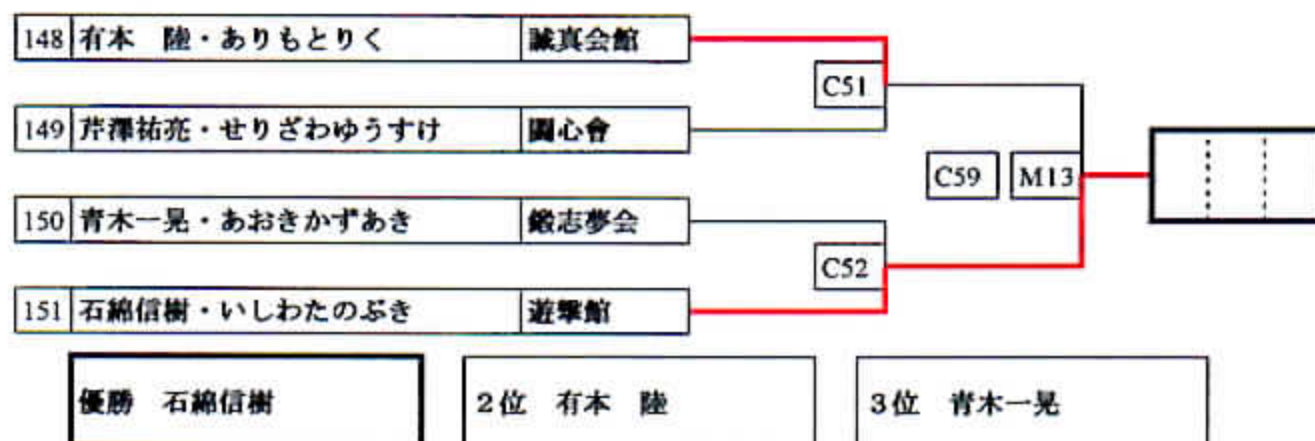 148 有本 陸・ありもとりく 誠真会館
C51
149 芹澤祐亮・せりざわゆうすけ 闘心會
C59 M13
150 青木一晃・あおきかずあき 鍛志夢会
C52
151 石綿信樹・いしわたのぶき 遊撃館
優勝 石綿信樹
2位 有本 陸
3位 青木一晃